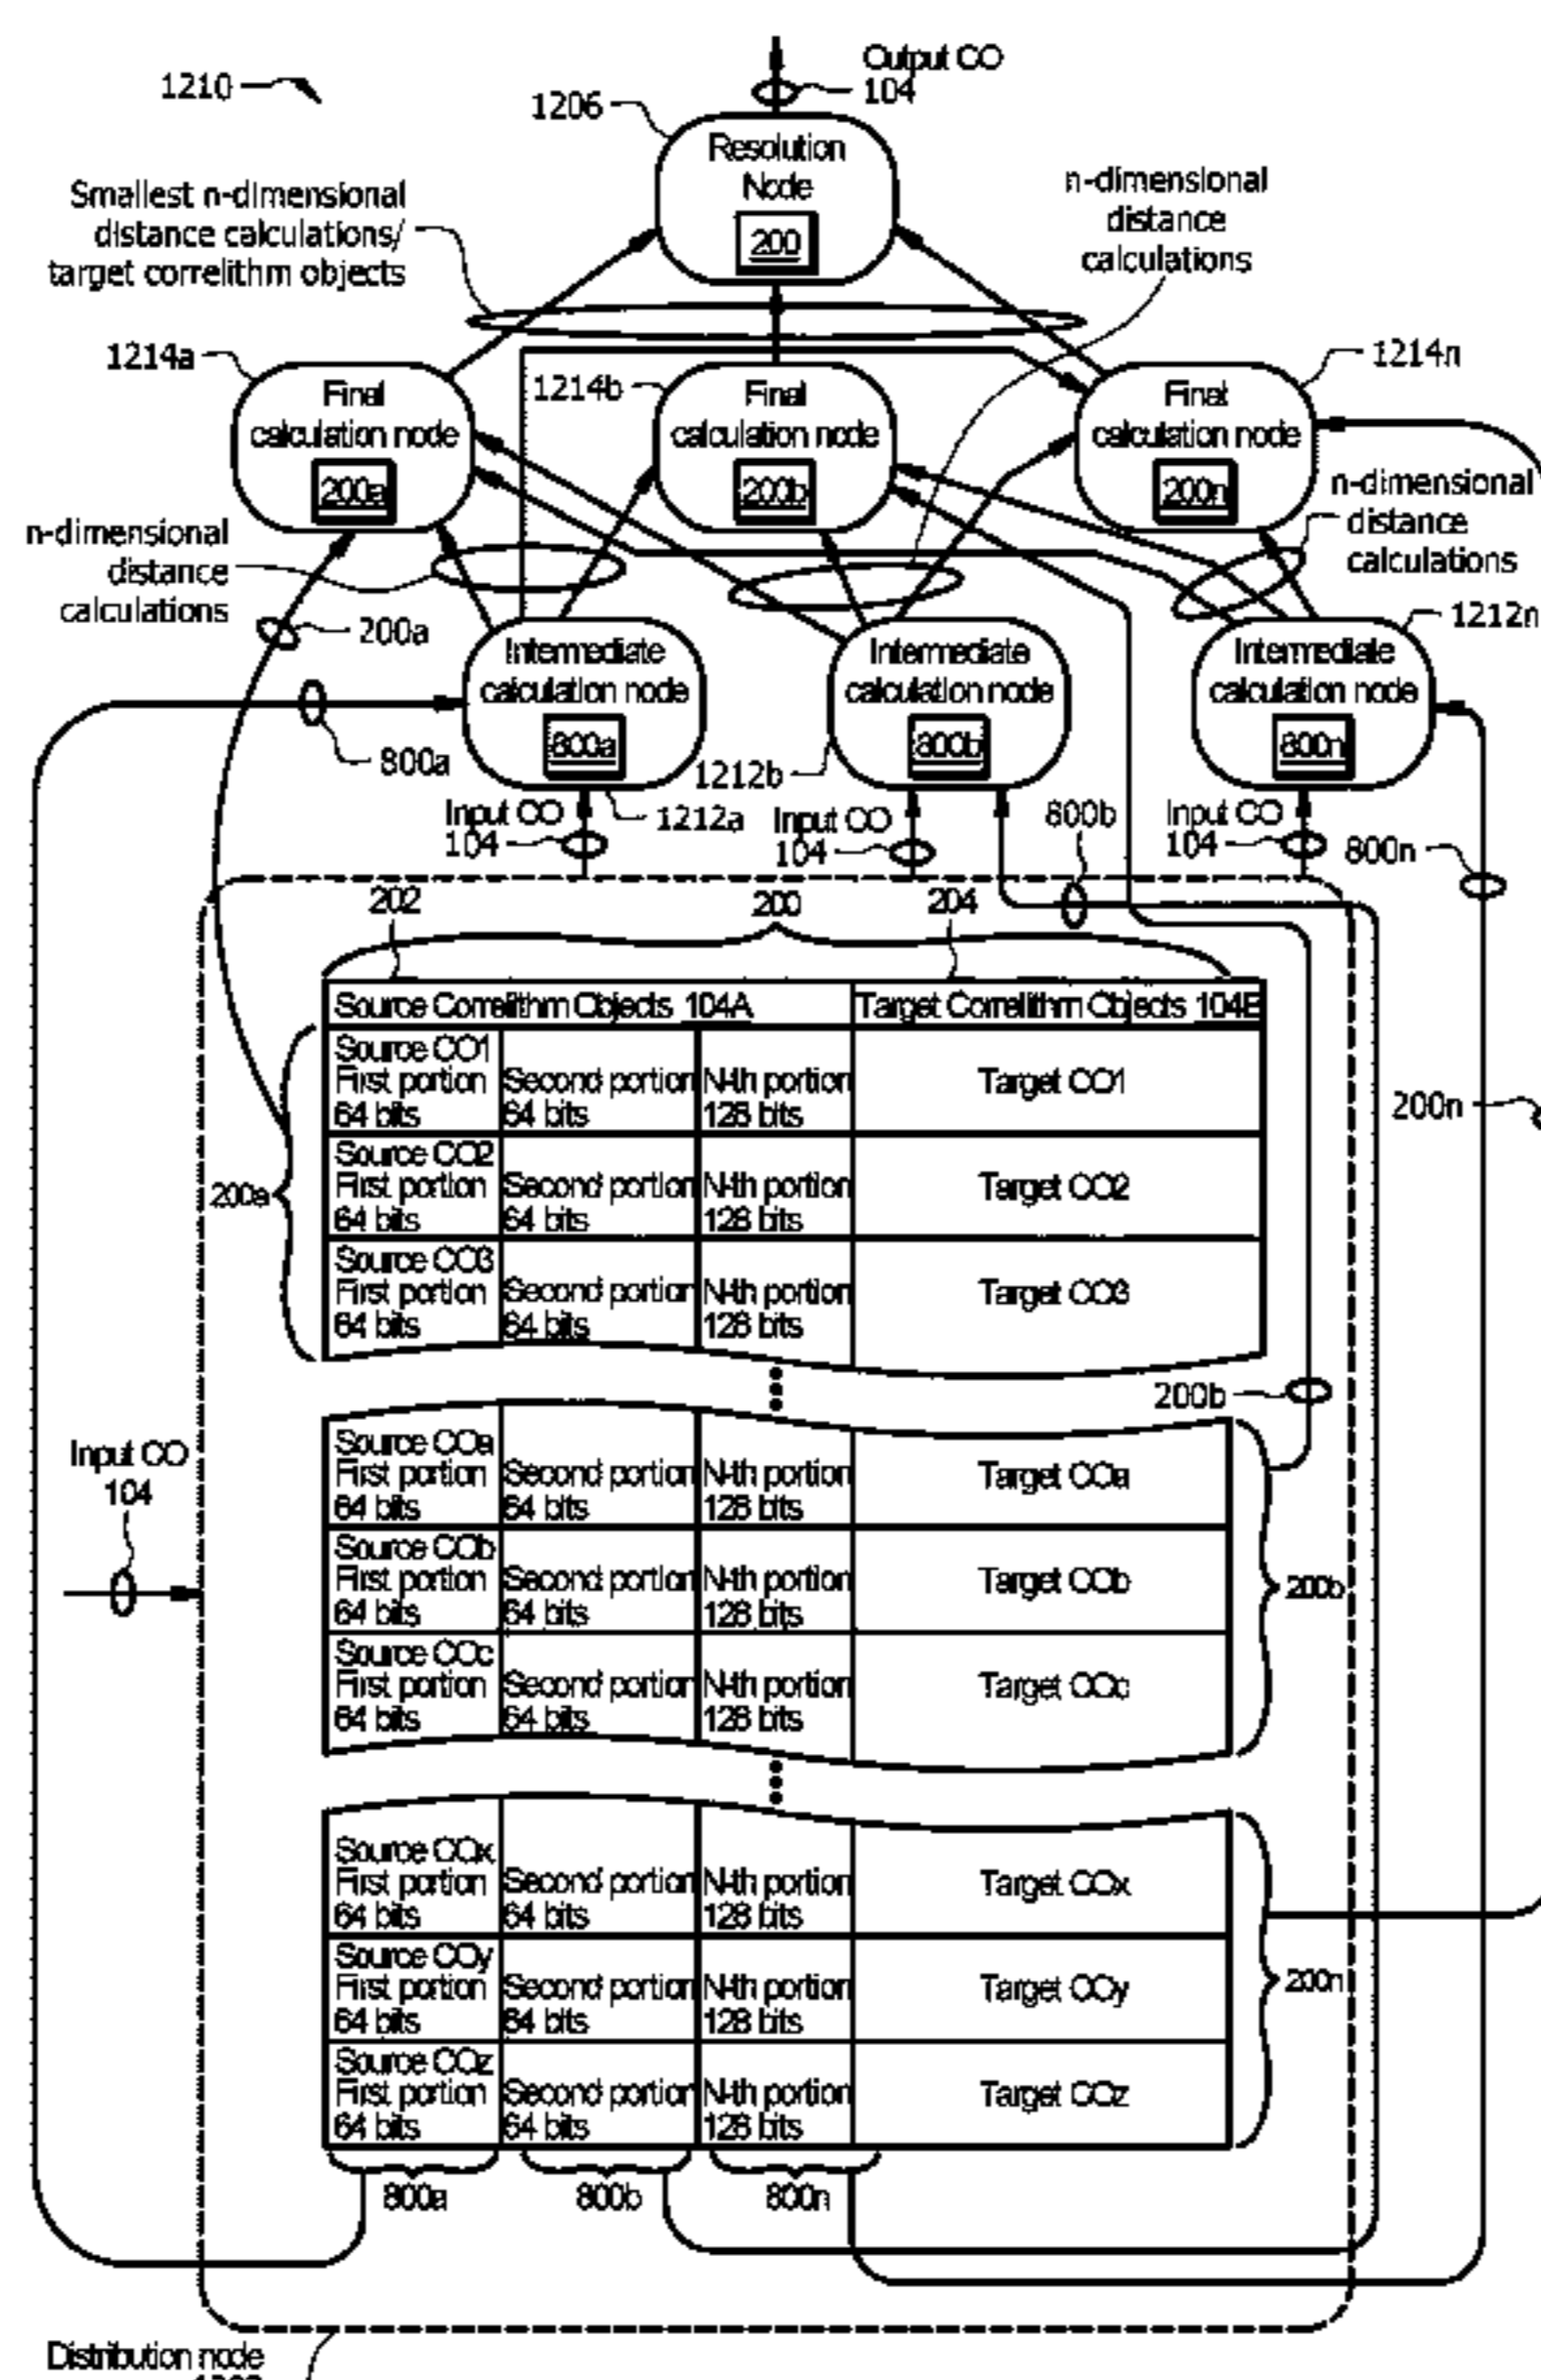 1210
Output CO
104
1206
Resolution
Node
200
Smallest n-dimensional
distance calculations/
target correlithm objects
n-dimensional
distance
calculations
1214a
Final
calculation node
200a
1214b
Final
calculation node
200b
1214n
Final
calculation node
200n
n-dimensional
distance
calculations
n-dimensional
distance
calculations
200a
1212n
Intermediate
calculation node
800a
Intermediate
calculation node
800b
Intermediate
calculation node
800n
800a
1212b
Input CO
104
1212a
Input CO
104
800b
Input CO
104
800n
202
200
204
Source Correlithm Objects 104A
Target Correlithm Objects 104B
Source CO1
First portion
64 bits
Second portion
64 bits
N-th portion
128 bits
Target CO1
Source CO2
First portion
64 bits
Second portion
64 bits
N-th portion
128 bits
Target CO2
Source CO3
First portion
64 bits
Second portion
64 bits
N-th portion
128 bits
Target CO3
200a
200n
200b
Input CO
104
Source COa
First portion
64 bits
Second portion
64 bits
N-th portion
128 bits
Target COa
Source COb
First portion
64 bits
Second portion
64 bits
N-th portion
128 bits
Target COb
Source COc
First portion
64 bits
Second portion
64 bits
N-th portion
128 bits
Target COc
200b
Source COx
First portion
64 bits
Second portion
64 bits
N-th portion
128 bits
Target COx
Source COy
First portion
64 bits
Second portion
64 bits
N-th portion
128 bits
Target COy
Source COz
First portion
64 bits
Second portion
64 bits
N-th portion
128 bits
Target COz
200n
800a
800b
800n
Distribution node